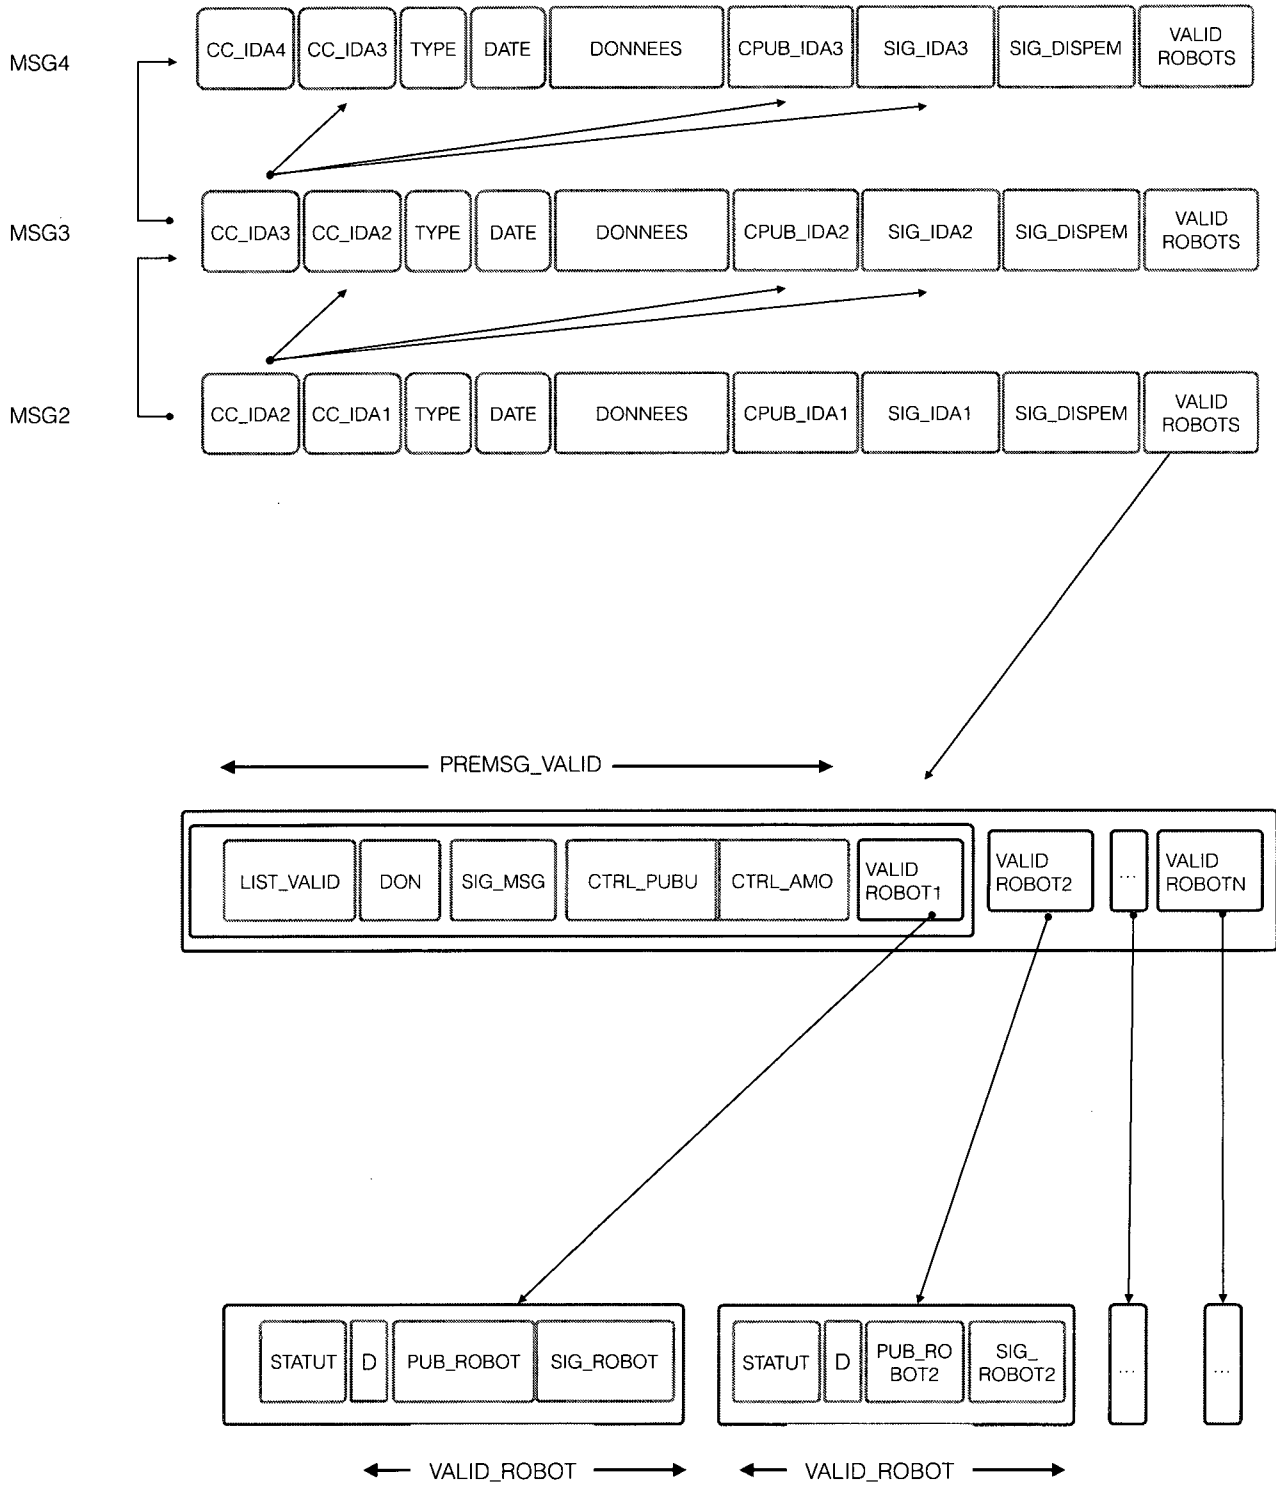 MSG4
CC_IDA4 CC_IDA3 TYPE DATE DONNEES CPUB_IDA3 SIG_IDA3 SIG_DISPEM VALID ROBOTS
MSG3
CC_IDA3 CC_IDA2 TYPE DATE DONNEES CPUB_IDA2 SIG_IDA2 SIG_DISPEM VALID ROBOTS
MSG2
CC_IDA2 CC_IDA1 TYPE DATE DONNEES CPUB_IDA1 SIG_IDA1 SIG_DISPEM VALID ROBOTS
PREMSG_VALID
LIST_VALID DON SIG_MSG CTRL_PUBU CTRL_AMO
VALID
ROBOT1
VALID
ROBOT2
...
VALID
ROBOTN
STATUT D PUB_ROBOT SIG_ROBOT
STATUT D
PUB_RO
BOT2
SIG_
ROBOT2
...
...
VALID_ROBOT
VALID_ROBOT